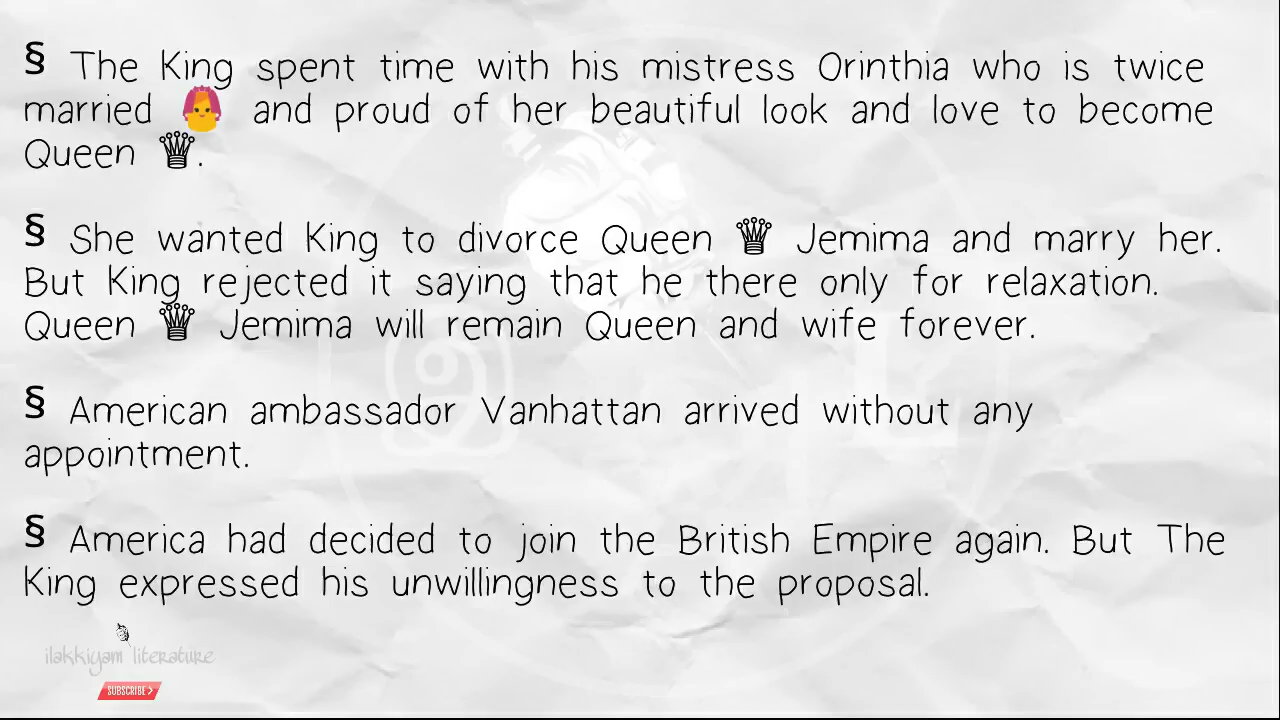 § The King spent time with his mistress Orinthia who is twice
married 👰 and proud of her beautiful look and love to become
Queen ♛.
§ She wanted King to divorce Queen ♛ Jemima and marry her.
But King rejected it saying that he there only for relaxation.
Queen ♛ Jemima will remain Queen and wife forever.
§ American ambassador Vanhattan arrived without any
appointment.
§ America had decided to join the British Empire again. But The
King expressed his unwillingness to the proposal.
ilakkiyam literature
SUBSCRIBE >